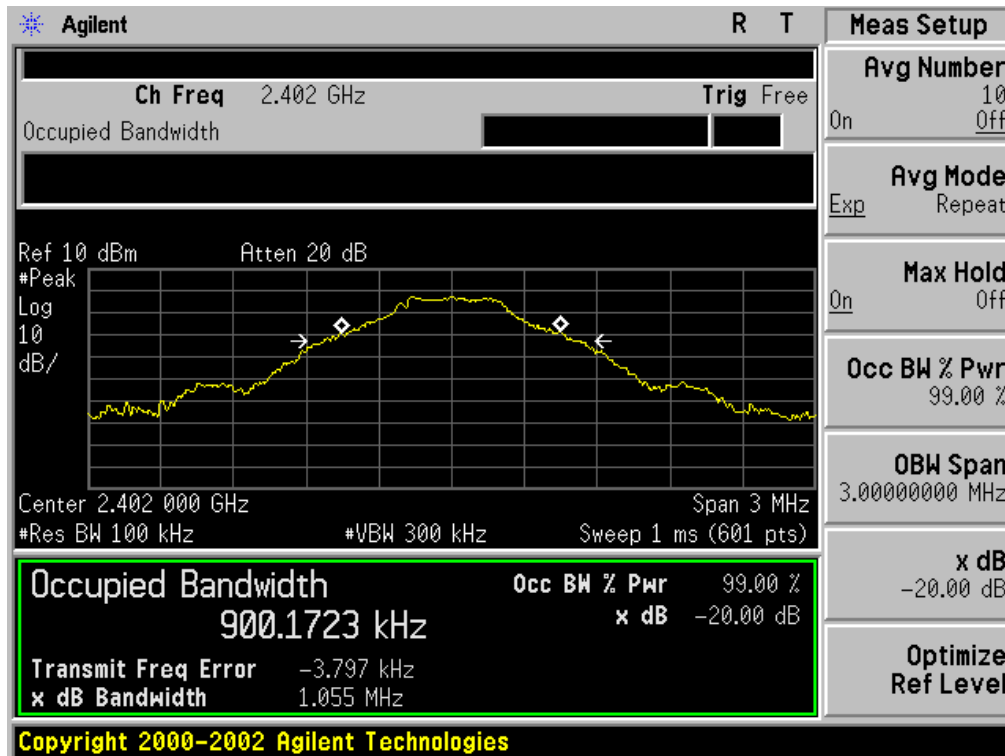 Agilent R T
Ch Freq 2.402 GHz Trig Free
Occupied Bandwidth
Ref 10 dBm Atten 20 dB
#Peak
Log
10
dB/
Center 2.402 000 GHz Span 3 MHz
#Res BW 100 kHz #VBW 300 kHz Sweep 1 ms (601 pts)
Occupied Bandwidth Occ BW % Pwr 99.00 %
900.1723 kHz x dB -20.00 dB
Transmit Freq Error -3.797 kHz
x dB Bandwidth 1.055 MHz
Copyright 2000-2002 Agilent Technologies
Meas Setup
Avg Number
10
On Off
Avg Mode
Exp Repeat
Max Hold
On Off
Occ BW % Pwr
99.00 %
OBW Span
3.00000000 MHz
x dB
-20.00 dB
Optimize
Ref Level